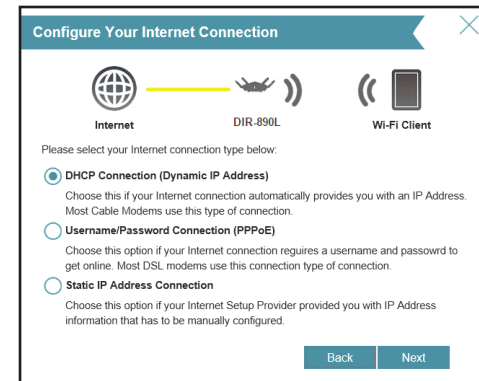 Configure Your Internet Connection
Internet
DIR-890L
Wi-Fi Client
Please select your Internet connection type below:
DHCP Connection (Dynamic IP Address)
Choose this if your Internet connection automatically provides you with an IP Address.
Most Cable Modems use this type of connection.
Username/Password Connection (PPPoE)
Choose this option if your Internet connection reguires a username and passowrd to
get online. Most DSL modems use this connection type of connection.
Static IP Address Connection
Choose this option if your Internet Setup Provider provided you with IP Address
information that has to be manually configured.
Back
Next